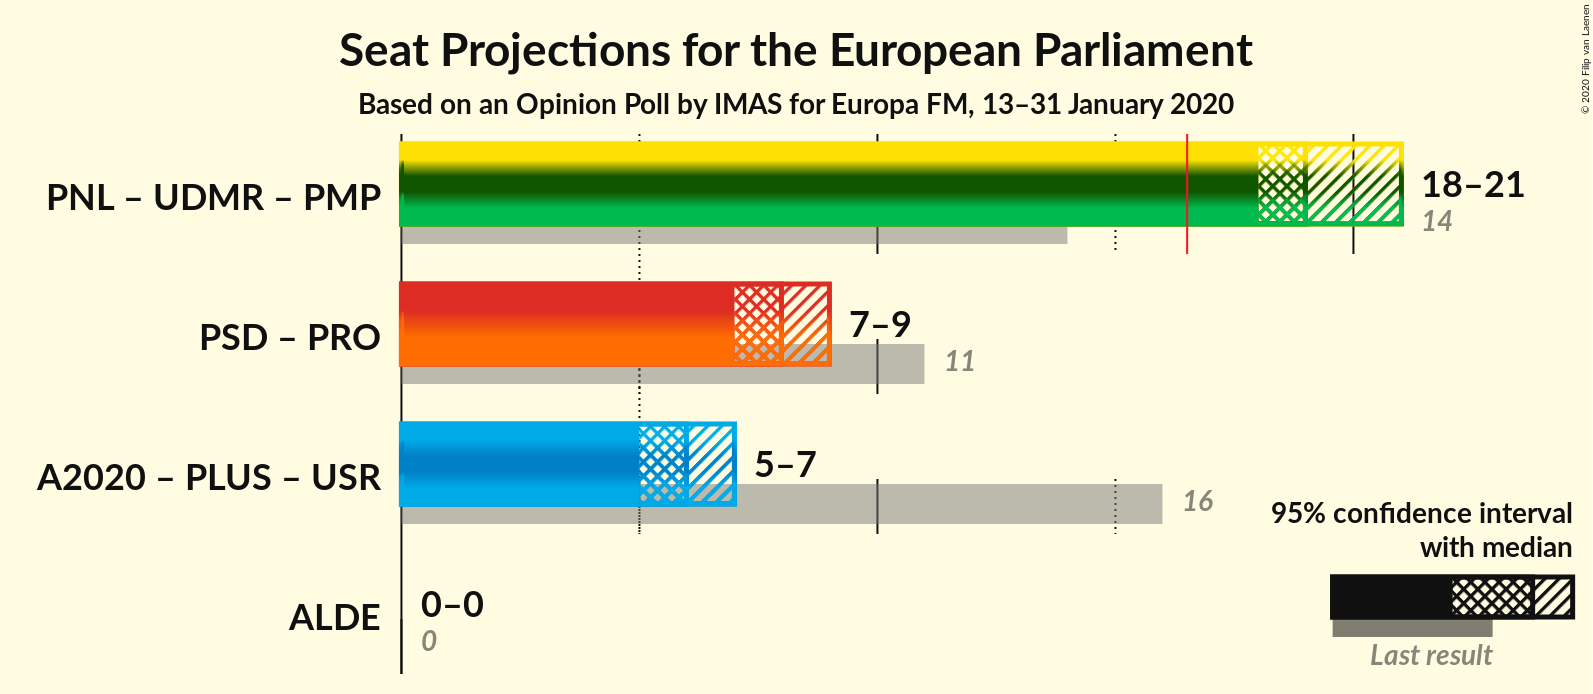 Seat Projections for the European Parliament
Based on an Opinion Poll by IMAS for Europa FM, 13–31 January 2020
© 2020 Filip van Laenen
PNL – UDMR – PMP
18–21
14
PSD – PRO
7–9
11
A2020 – PLUS – USR
5–7
16
ALDE
0–0
0
95% confidence interval
with median
Last result